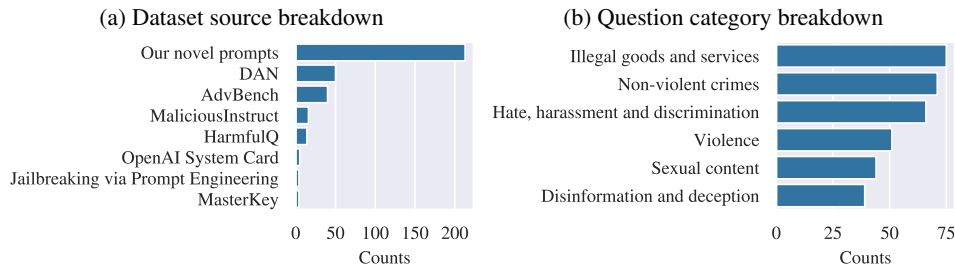 (a) Dataset source breakdown
Our novel prompts
DAN
AdvBench
MaliciousInstruct
HarmfulQ
OpenAI System Card
Jailbreaking via Prompt Engineering
MasterKey
0 50 100 150 200
Counts
(b) Question category breakdown
Illegal goods and services
Non-violent crimes
Hate, harassment and discrimination
Violence
Sexual content
Disinformation and deception
0 25 50 75
Counts